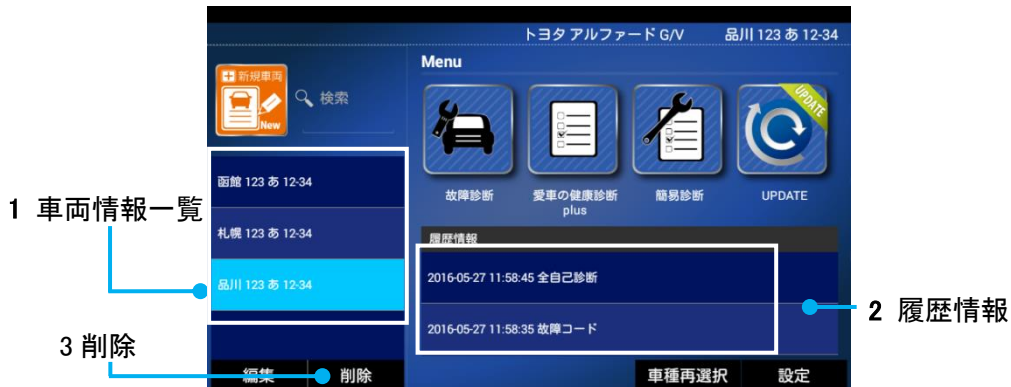 トヨタ アルファード G/V 品川 123 あ 12-34
新規車両
New
検索
Menu
UPDATE
故障診断
愛車の健康診断
plus
簡易診断
UPDATE
1 車両情報一覧
函館 123 あ 12-34
札幌 123 あ 12-34
品川 123 あ 12-34
履歴情報
2016-05-27 11:58:45 全自己診断
2016-05-27 11:58:35 故障コード
2 履歴情報
3 削除
編集
削除
車種再選択
設定